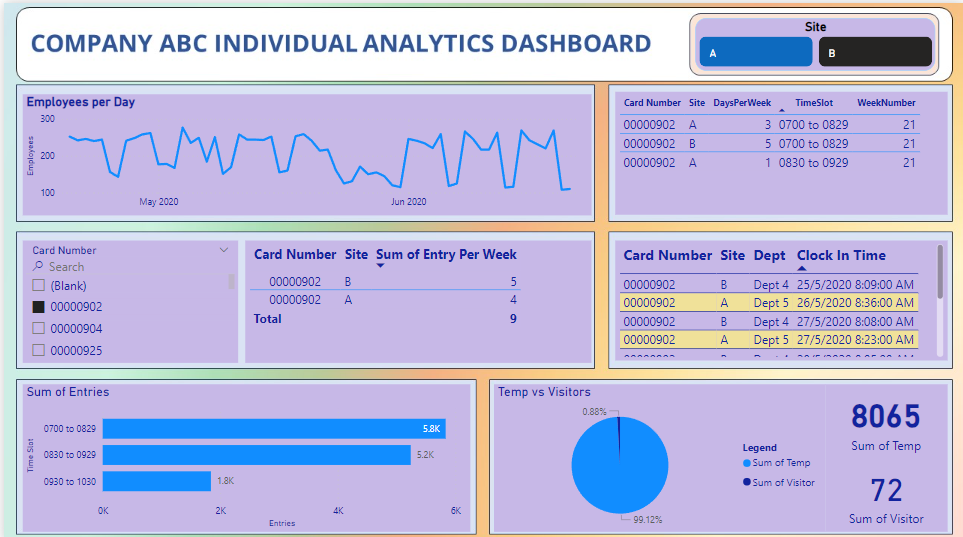 COMPANY ABC INDIVIDUAL ANALYTICS DASHBOARD
Site
A B
Employees per Day
Employees
300
200
100
May 2020 Jun 2020
Card Number Site DaysPerWeek TimeSlot WeekNumber
00000902 A 3 0700 to 0829 21
00000902 B 5 0700 to 0829 21
00000902 A 1 0830 to 0929 21
Card Number
Search
(Blank)
00000902
00000904
00000925
Card Number Site Sum of Entry Per Week
00000902 B 5
00000902 A 4
Total 9
Card Number Site Dept Clock In Time
00000902 B Dept 4 25/5/2020 8:09:00 AM
00000902 A Dept 5 26/5/2020 8:36:00 AM
00000902 B Dept 4 27/5/2020 8:08:00 AM
00000902 A Dept 5 27/5/2020 8:23:00 AM
Sum of Entries
Time Slot
0700 to 0829 5.8K
0830 to 0929 5.2K
0930 to 1030 1.8K
0K 2K 4K 6K
Entries
Temp vs Visitors
0.88%
99.12%
Legend
Sum of Temp
Sum of Visitor
8065
Sum of Temp
72
Sum of Visitor